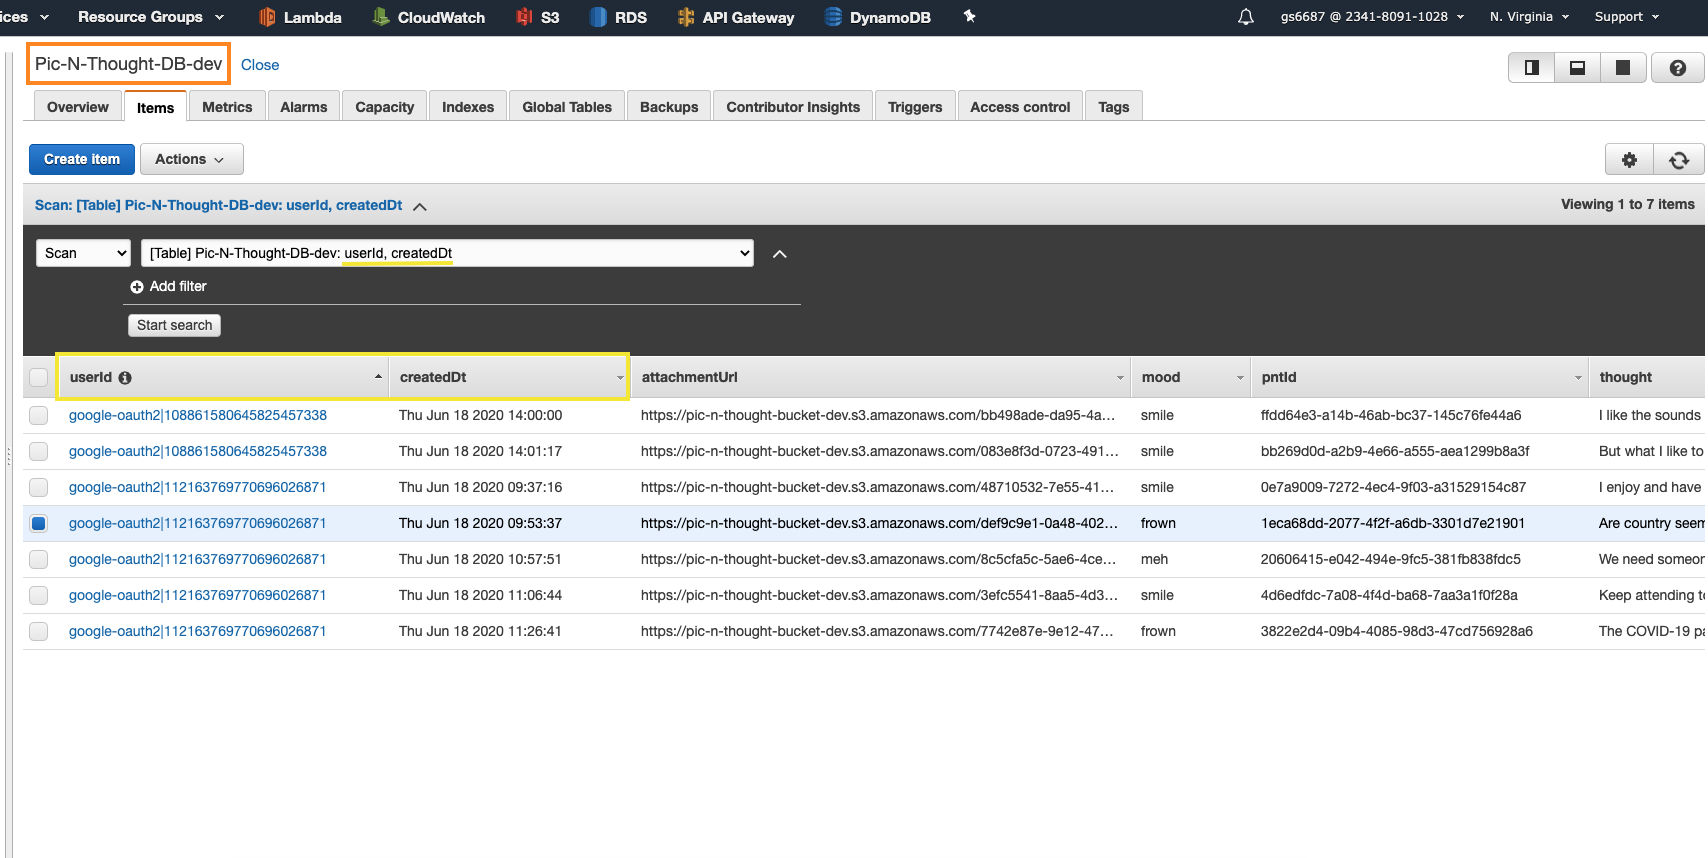 ices Resource Groups Lambda CloudWatch S3 RDS API Gateway DynamoDB gs6687 @ 2341-8091-1028 N. Virginia Support
Pic-N-Thought-DB-dev Close
Overview Items Metrics Alarms Capacity Indexes Global Tables Backups Contributor Insights Triggers Access control Tags
Create item Actions
Scan: [Table] Pic-N-Thought-DB-dev: userId, createdDt Viewing 1 to 7 items
Scan [Table] Pic-N-Thought-DB-dev: userId, createdDt
Add filter
Start search
userId createdDt attachmentUrl mood pntId thought
google-oauth2|108861580645825457338 Thu Jun 18 2020 14:00:00 https://pic-n-thought-bucket-dev.s3.amazonaws.com/bb498ade-da95-4a... smile ffdd64e3-a14b-46ab-bc37-145c76fe44a6 I like the sounds
google-oauth2|108861580645825457338 Thu Jun 18 2020 14:01:17 https://pic-n-thought-bucket-dev.s3.amazonaws.com/083e8f3d-0723-491... smile bb269d0d-a2b9-4e66-a555-aea1299b8a3f But what I like to
google-oauth2|112163769770696026871 Thu Jun 18 2020 09:37:16 https://pic-n-thought-bucket-dev.s3.amazonaws.com/48710532-7e55-41... smile 0e7a9009-7272-4ec4-9f03-a31529154c87 I enjoy and have
google-oauth2|112163769770696026871 Thu Jun 18 2020 09:53:37 https://pic-n-thought-bucket-dev.s3.amazonaws.com/def9c9e1-0a48-402... frown 1eca68dd-2077-4f2f-a6db-3301d7e21901 Are country seem
google-oauth2|112163769770696026871 Thu Jun 18 2020 10:57:51 https://pic-n-thought-bucket-dev.s3.amazonaws.com/8c5cfa5c-5ae6-4ce... meh 20606415-e042-494e-9fc5-381fb838fdc5 We need someon
google-oauth2|112163769770696026871 Thu Jun 18 2020 11:06:44 https://pic-n-thought-bucket-dev.s3.amazonaws.com/3efc5541-8aa5-4d3... smile 4d6edfdc-7a08-4f4d-ba68-7aa3a1f0f28a Keep attending to
google-oauth2|112163769770696026871 Thu Jun 18 2020 11:26:41 https://pic-n-thought-bucket-dev.s3.amazonaws.com/7742e87e-9e12-47... frown 3822e2d4-09b4-4085-98d3-47cd756928a6 The COVID-19 pa